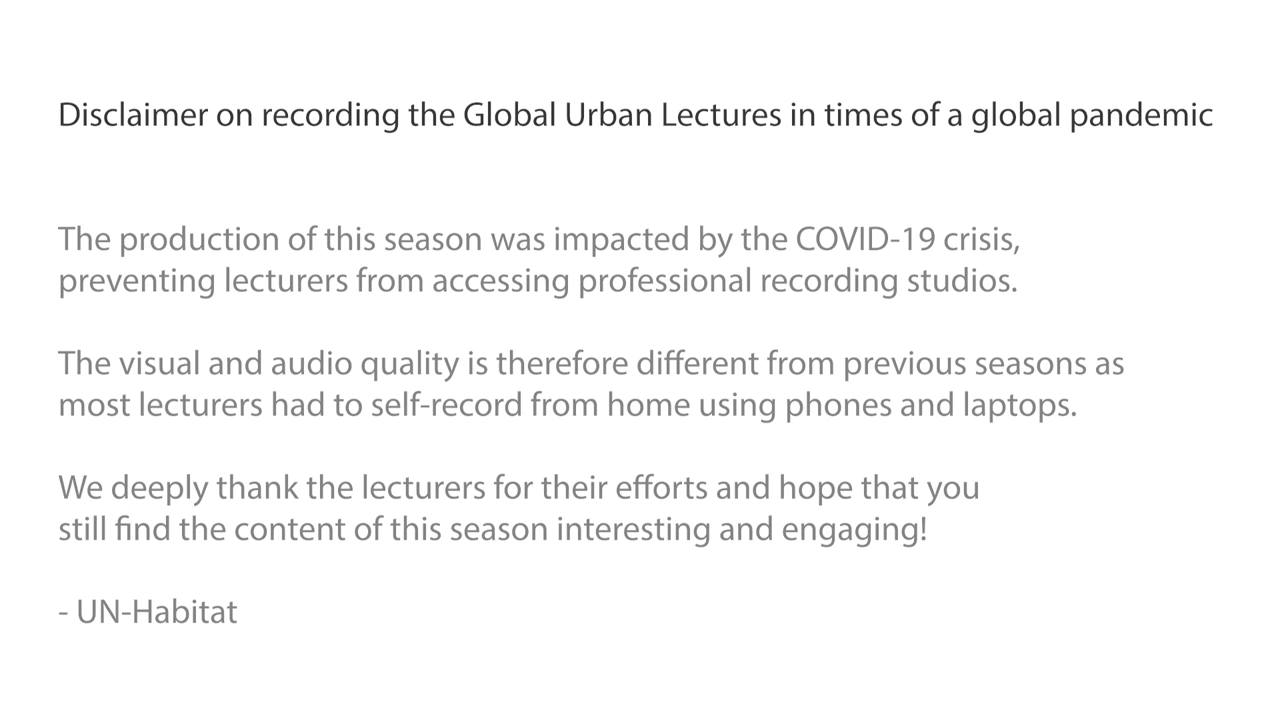 Disclaimer on recording the Global Urban Lectures in times of a global pandemic
The production of this season was impacted by the COVID-19 crisis,
preventing lecturers from accessing professional recording studios.
The visual and audio quality is therefore different from previous seasons as
most lecturers had to self-record from home using phones and laptops.
We deeply thank the lecturers for their efforts and hope that you
still find the content of this season interesting and engaging!
- UN-Habitat